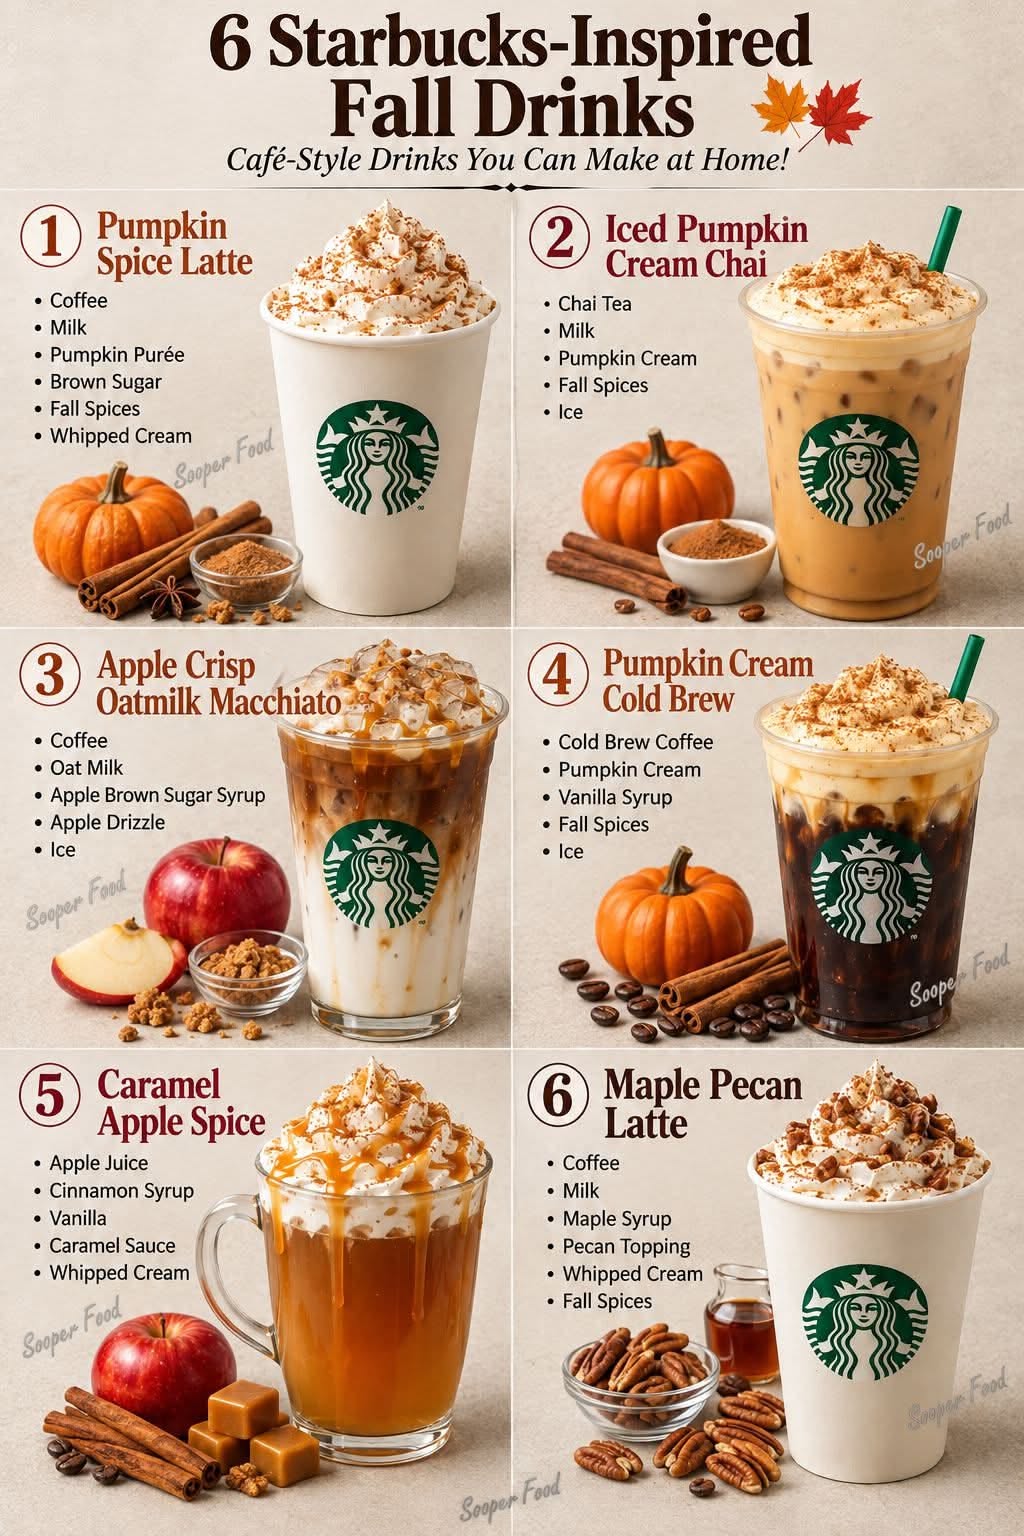 6 Starbucks-Inspired
Fall Drinks
Café-Style Drinks You Can Make at Home!
1 Pumpkin
Spice Latte
• Coffee
• Milk
• Pumpkin Purée
• Brown Sugar
• Fall Spices
• Whipped Cream
Sooper Food
2 Iced Pumpkin
Cream Chai
• Chai Tea
• Milk
• Pumpkin Cream
• Fall Spices
• Ice
Sooper Food
3 Apple Crisp
Oatmilk Macchiato
• Coffee
• Oat Milk
• Apple Brown Sugar Syrup
• Apple Drizzle
• Ice
Sooper Food
4 Pumpkin Cream
Cold Brew
• Cold Brew Coffee
• Pumpkin Cream
• Vanilla Syrup
• Fall Spices
• Ice
Sooper Food
5 Caramel
Apple Spice
• Apple Juice
• Cinnamon Syrup
• Vanilla
• Caramel Sauce
• Whipped Cream
Sooper Food
6 Maple Pecan
Latte
• Coffee
• Milk
• Maple Syrup
• Pecan Topping
• Whipped Cream
• Fall Spices
Sooper Food
Sooper Food